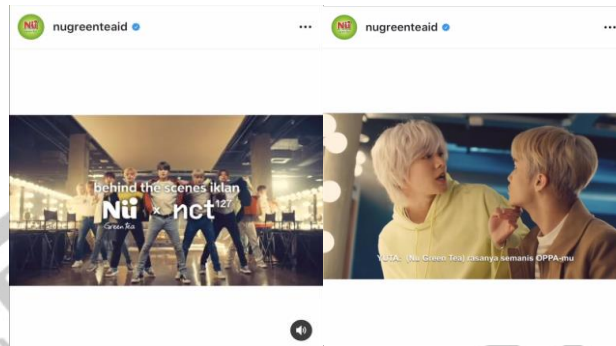 nugreenteaid
behind the scenes iklan
Nü x nct 127
Green Tea
nugreenteaid
YUTA : (Nu Green Tea) rasanya semanis OPPA-mu